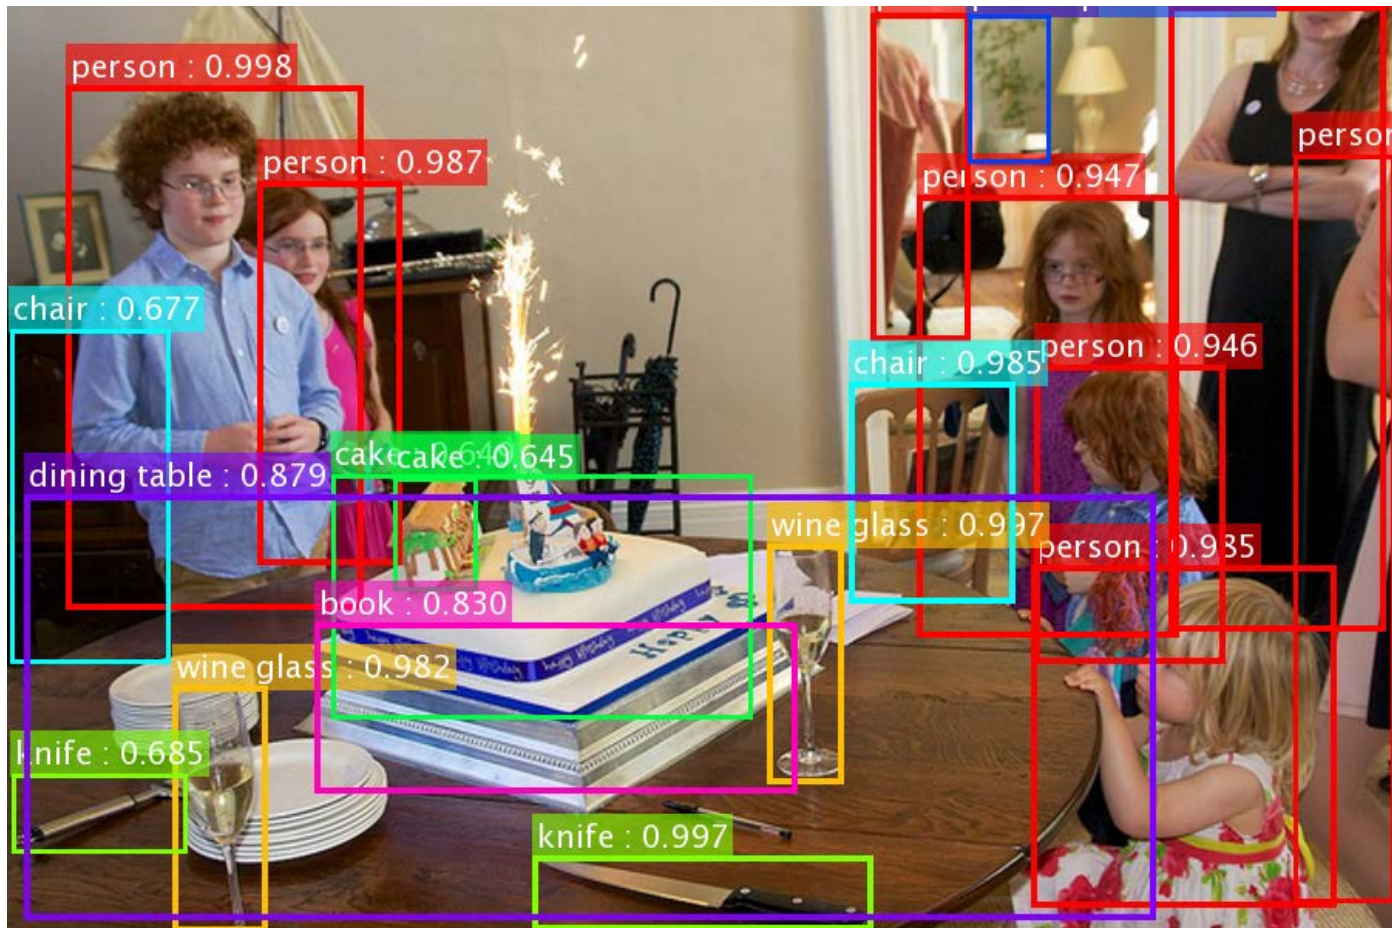 person : 0.998
person : 0.987
person : 0.947
person
chair : 0.677
person : 0.946
chair : 0.985
cake
cake : 0.645
dining table : 0.879
wine glass : 0.997
person : 0.985
book : 0.830
Happy
wine glass : 0.982
knife : 0.685
knife : 0.997